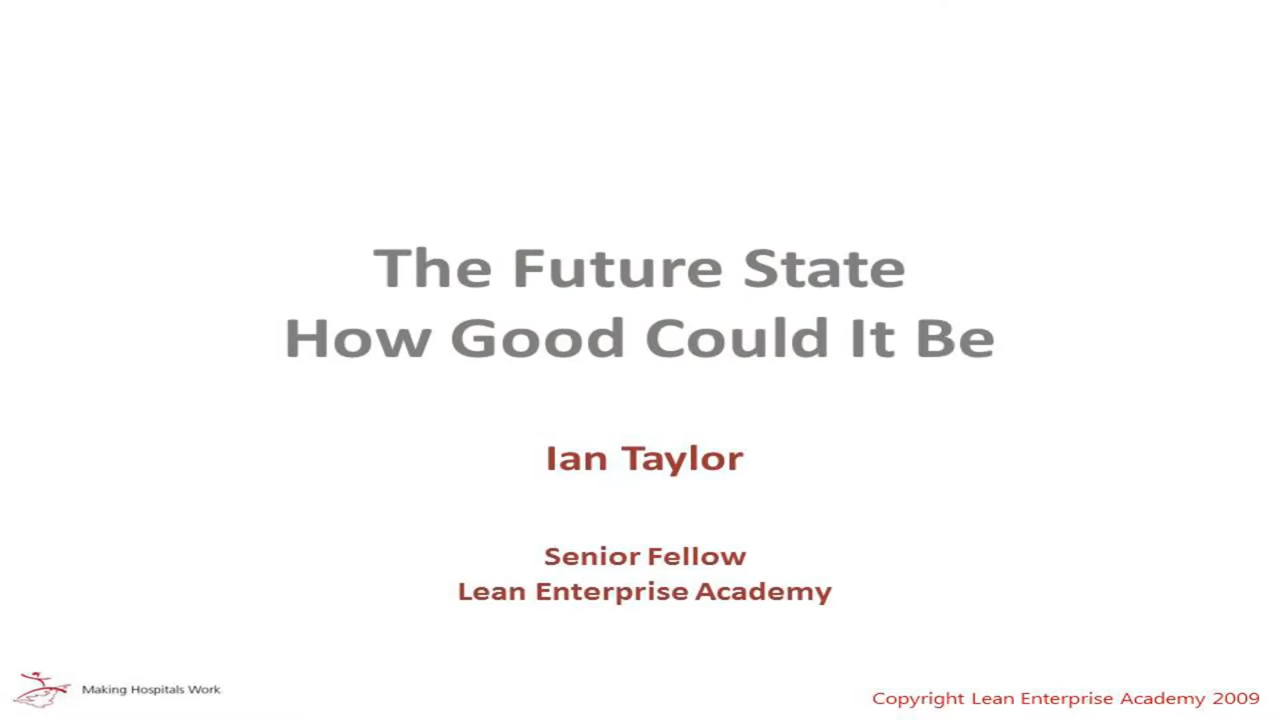 The Future State
How Good Could It Be
Ian Taylor
Senior Fellow
Lean Enterprise Academy
Making Hospitals Work
Copyright Lean Enterprise Academy 2009